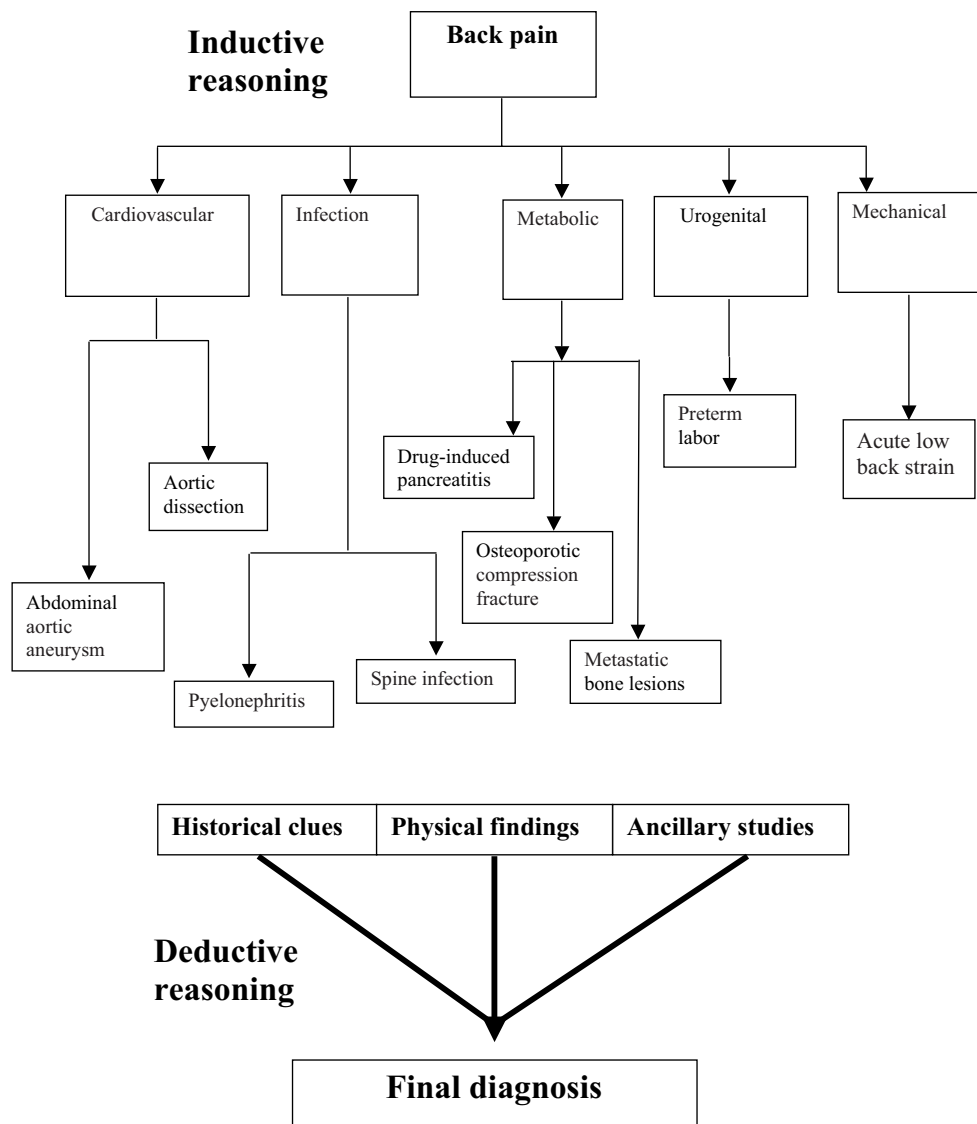 Inductive
reasoning
Back pain
Cardiovascular
Infection
Metabolic
Urogenital
Mechanical
Preterm
labor
Acute low
back strain
Drug-induced
pancreatitis
Aortic
dissection
Osteoporotic
compression
fracture
Abdominal
aortic
aneurysm
Metastatic
bone lesions
Spine infection
Pyelonephritis
Historical clues
Physical findings
Ancillary studies
Deductive
reasoning
Final diagnosis